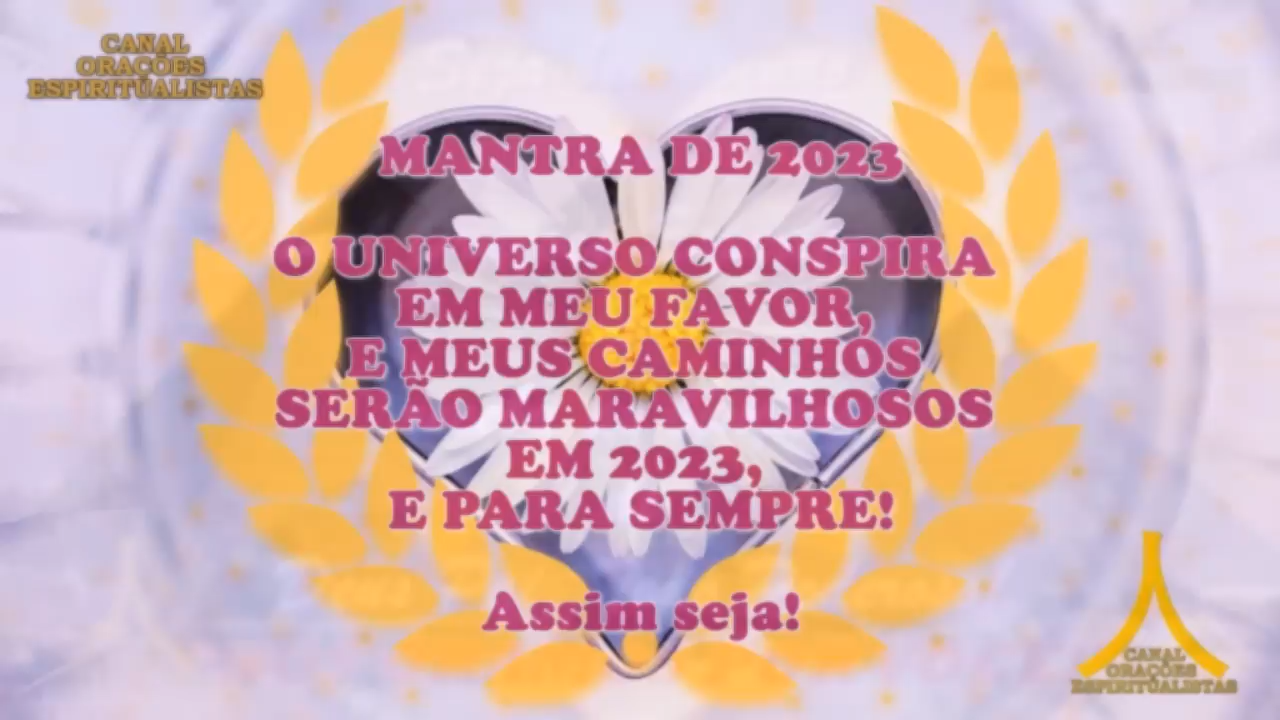 CANAL
ORAÇÕES
ESPIRITUALISTAS
MANTRA DE 2023
O UNIVERSO CONSPIRA
EM MEU FAVOR,
E MEUS CAMINHOS
SERÃO MARAVILHOSOS
EM 2023,
E PARA SEMPRE!
Assim seja!
CANAL
ORAÇÕES
ESPIRITUALISTAS